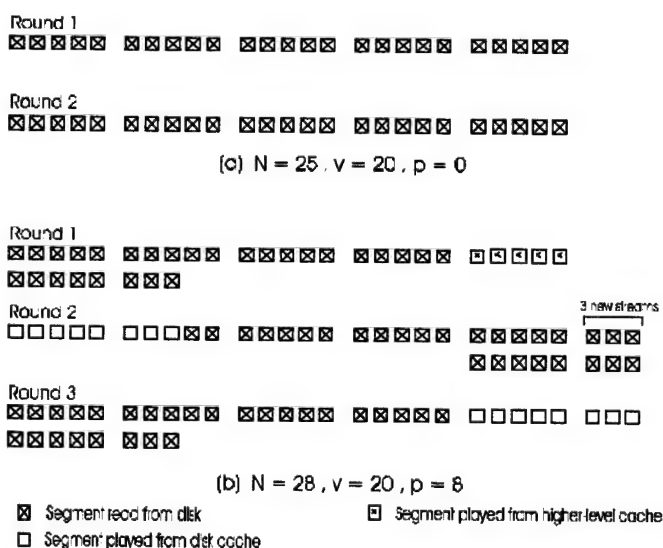 Round 1
Round 2
(a) N = 25 , v = 20 , p = 0
Round 1
3 new streams
Round 2
Round 3
(b) N = 28 , v = 20 , p = 8
Segment read from disk
Segment played from higher-level cache
Segment played from disk cache